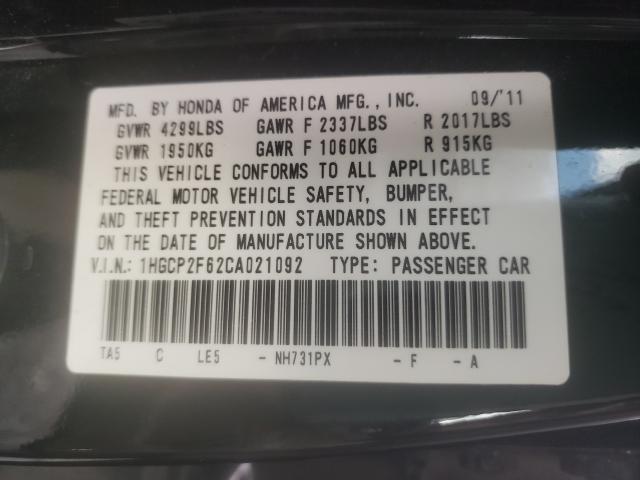 MFD. BY HONDA OF AMERICA MFG., INC. 09/'11
GVWR 4299LBS GAWR F 2337LBS R 2017LBS
GVWR 1950KG GAWR F 1060KG R 915KG
THIS VEHICLE CONFORMS TO ALL APPLICABLE
FEDERAL MOTOR VEHICLE SAFETY, BUMPER,
AND THEFT PREVENTION STANDARDS IN EFFECT
ON THE DATE OF MANUFACTURE SHOWN ABOVE.
V.I.N.: 1HGCP2F62CA021092 TYPE: PASSENGER CAR
TA5 C LE5 - NH731PX - F - A